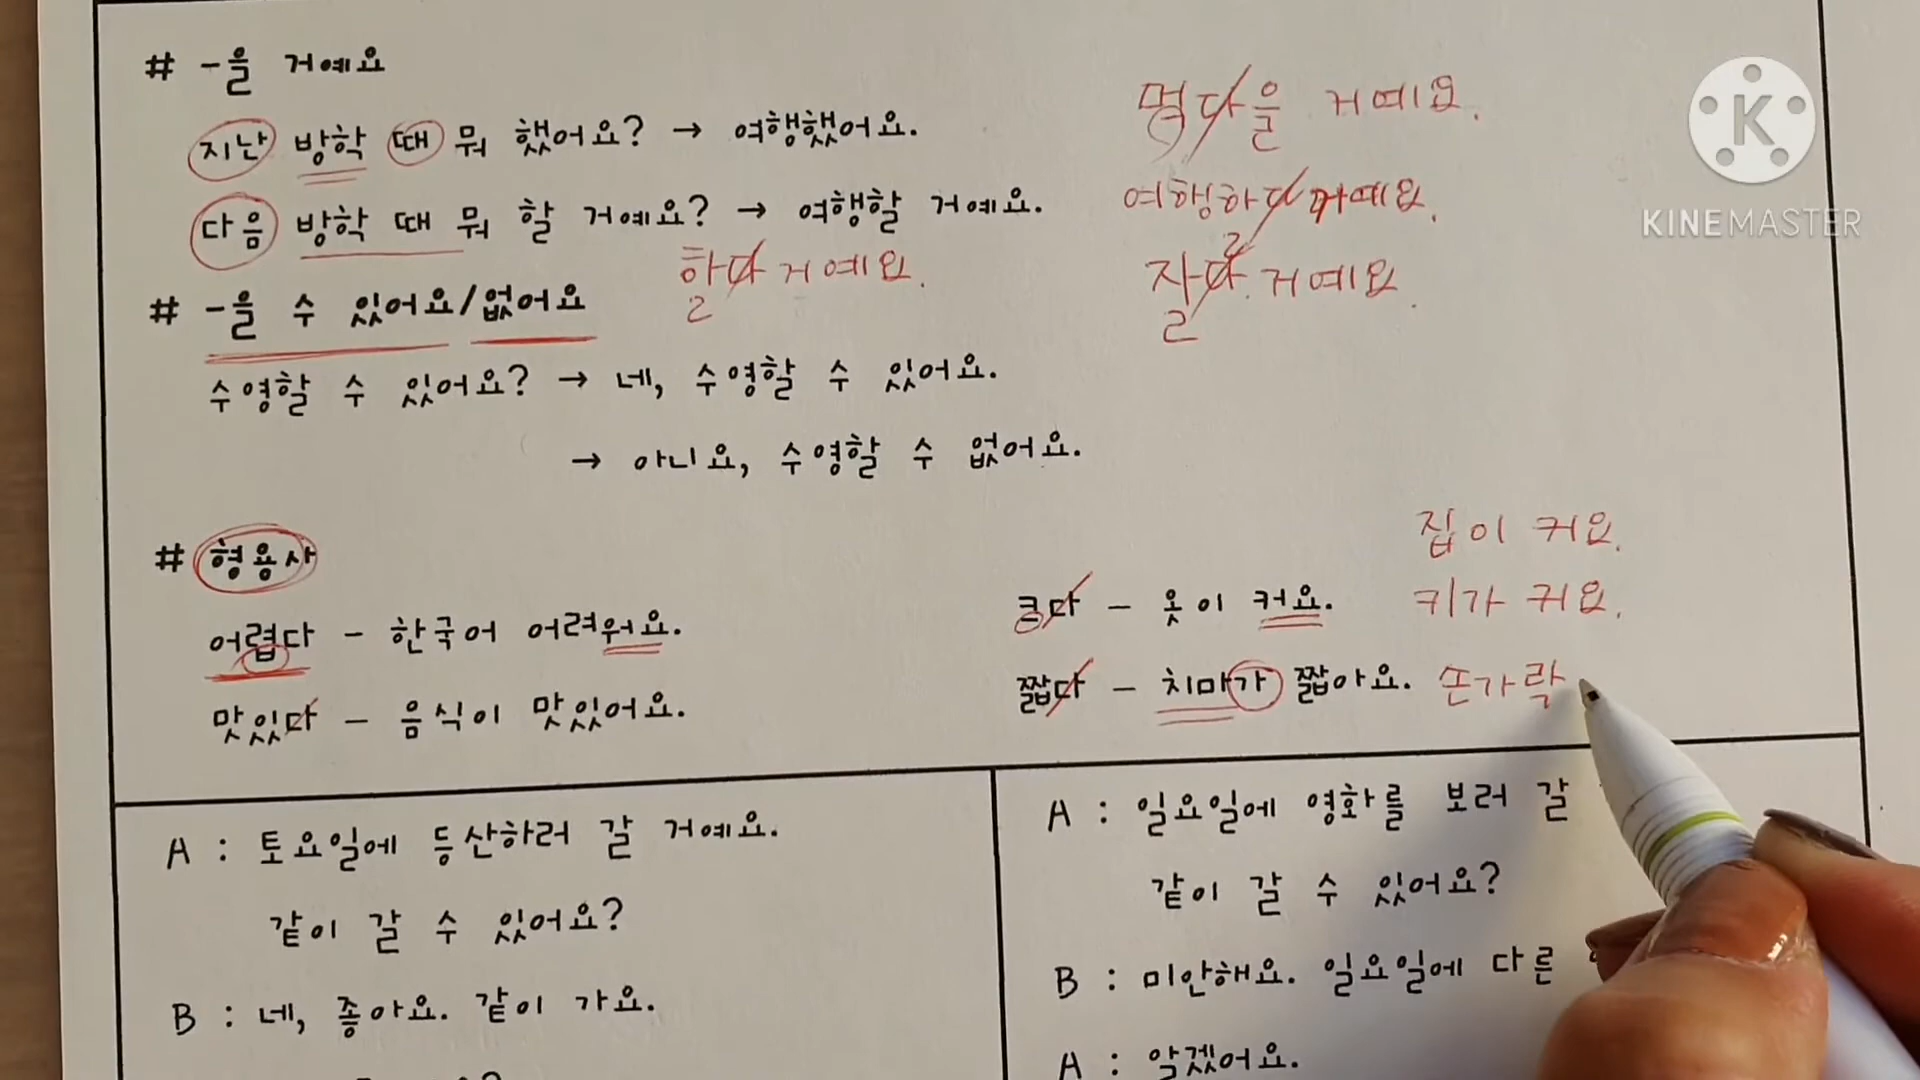 # -을 거예요
지난 방학 때 뭐 했어요? → 여행했어요.
먹다을 거예요.
다음 방학 때 뭐 할 거예요? → 여행할 거예요.
여행하다 거예요.
하다 거예요.
ㄹ
자다 거예요.
ㄹ
# -을 수 있어요/없어요
수영할 수 있어요? → 네, 수영할 수 있어요.
→ 아니요, 수영할 수 없어요.
# 형용사
집이 커요.
어렵다 - 한국어 어려워요.
크다 - 옷이 커요.
키가 커요.
맛있다 - 음식이 맛있어요.
짧다 - 치마가 짧아요. 손가락
A : 토요일에 등산하러 갈 거예요.
같이 갈 수 있어요?
B : 네, 좋아요. 같이 가요.
A : 일요일에 영화를 보러 갈
같이 갈 수 있어요?
B : 미안해요. 일요일에 다른
A : 알겠어요.
K
KINEMASTER